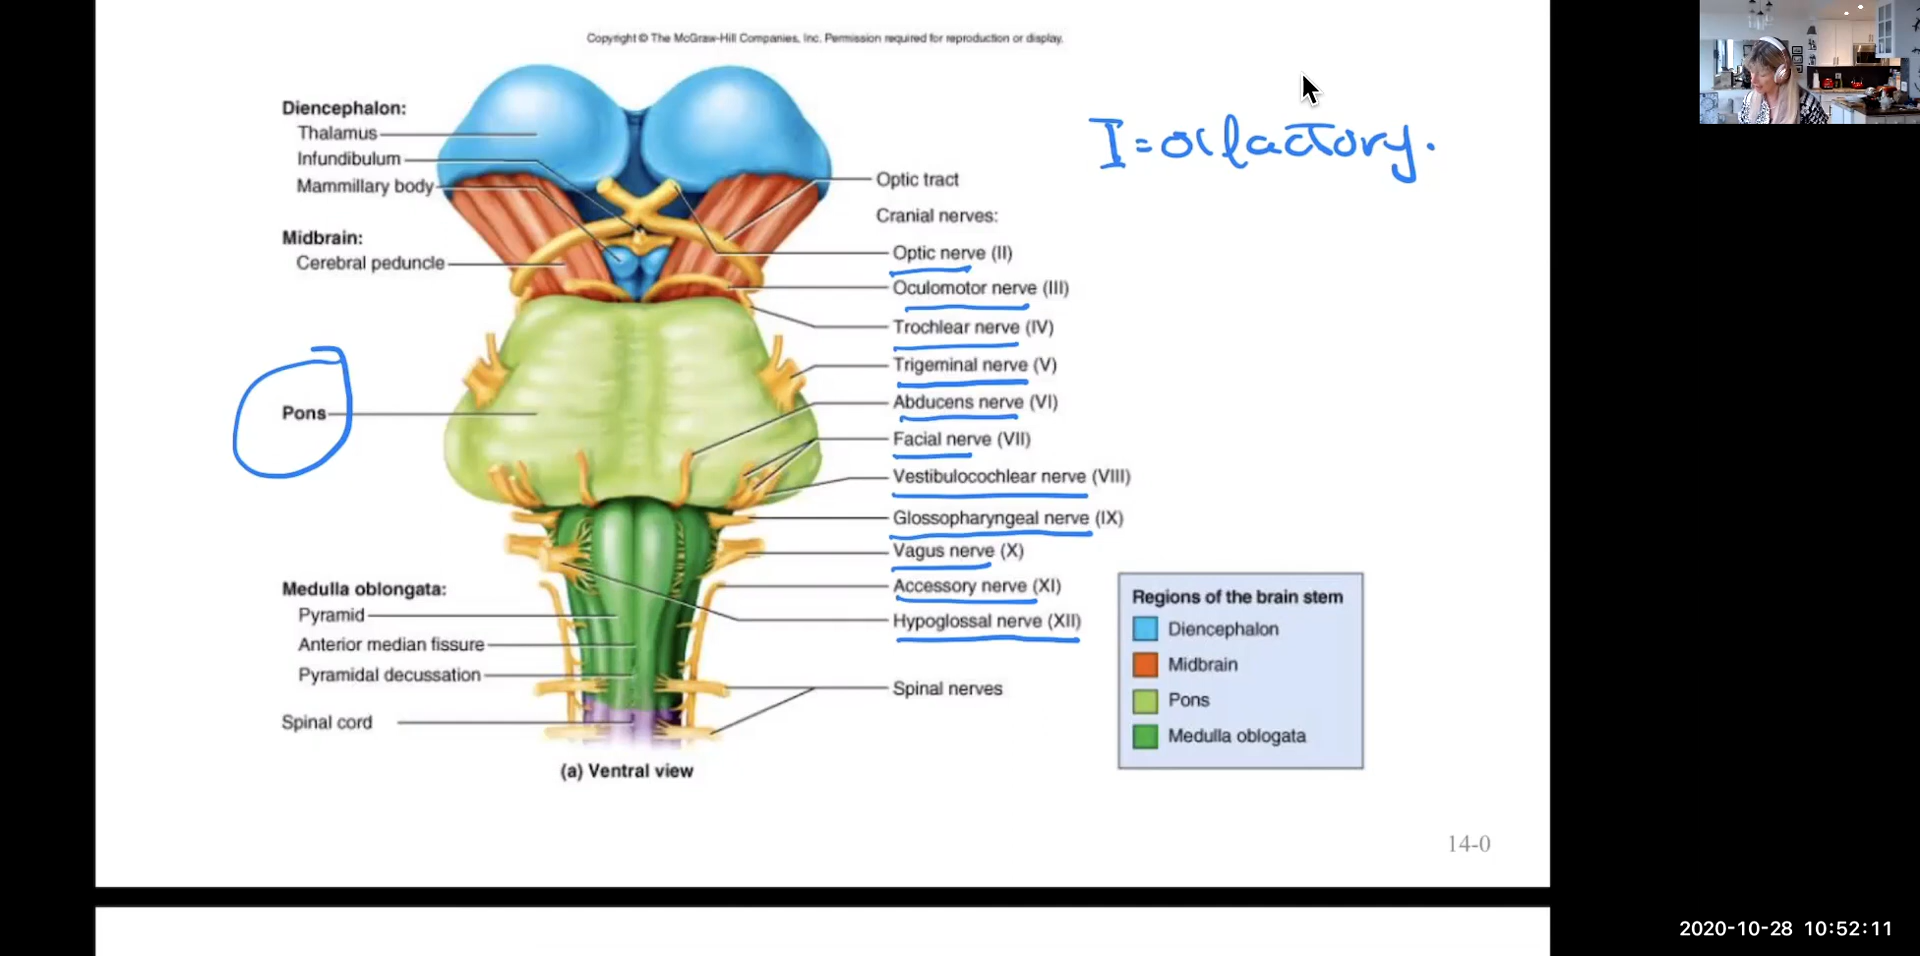 Copyright © The McGraw-Hill Companies, Inc. Permission required for reproduction or display.
I=olfactory.
Diencephalon:
Thalamus
Infundibulum
Mammillary body
Midbrain:
Cerebral peduncle
Pons
Medulla oblongata:
Pyramid
Anterior median fissure
Pyramidal decussation
Spinal cord
Optic tract
Cranial nerves:
Optic nerve (II)
Oculomotor nerve (III)
Trochlear nerve (IV)
Trigeminal nerve (V)
Abducens nerve (VI)
Facial nerve (VII)
Vestibulocochlear nerve (VIII)
Glossopharyngeal nerve (IX)
Vagus nerve (X)
Accessory nerve (XI)
Hypoglossal nerve (XII)
Spinal nerves
Regions of the brain stem
Diencephalon
Midbrain
Pons
Medulla oblogata
(a) Ventral view
14-0
2020-10-28 10:52:11